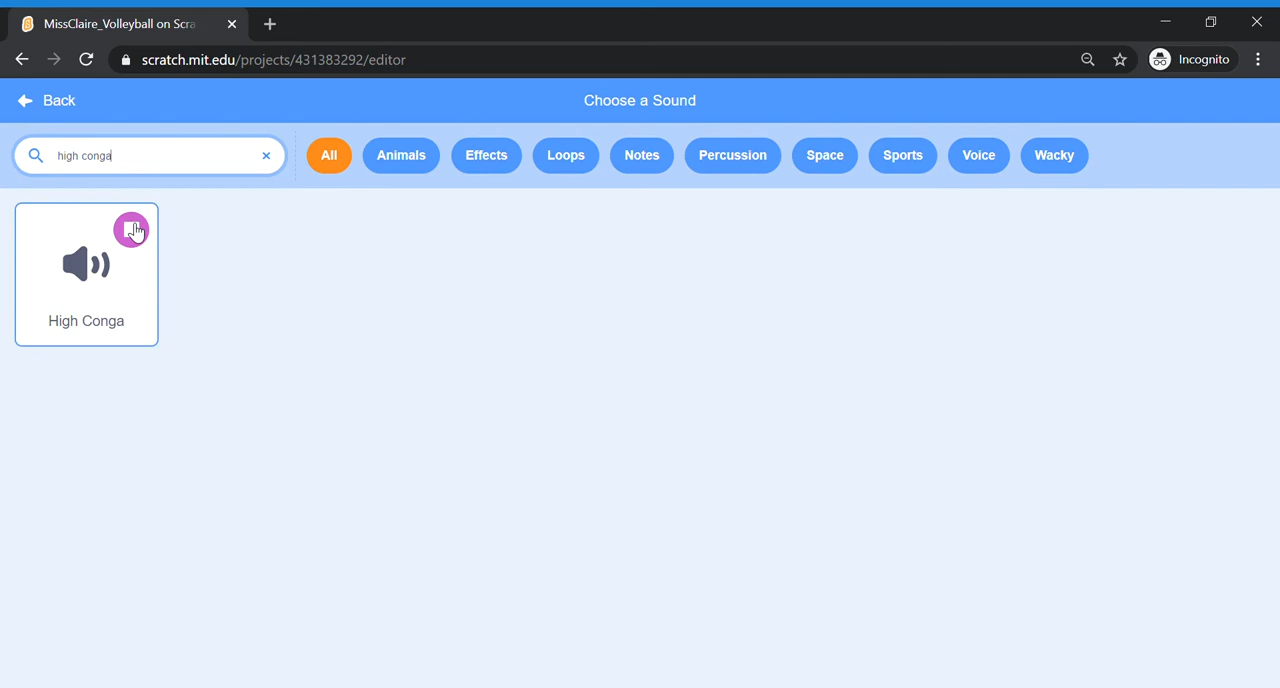 MissClaire_Volleyball on Scra
scratch.mit.edu/projects/431383292/editor
Incognito
Back
Choose a Sound
high conga
All
Animals
Effects
Loops
Notes
Percussion
Space
Sports
Voice
Wacky
High Conga